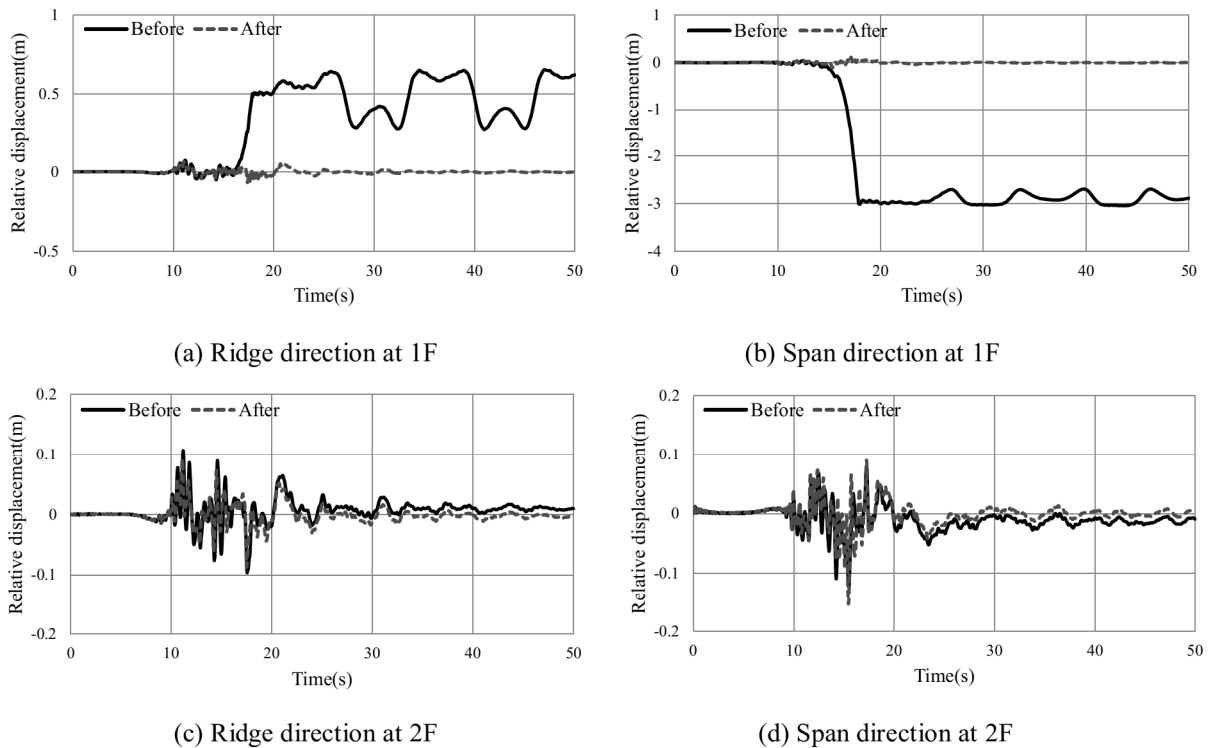 Before After
Relative displacement(m)
1
0.5
0
-0.5
0 10 20 30 40 50
Time(s)
(a) Ridge direction at 1F
Before After
Relative displacement(m)
1
0
-1
-2
-3
-4
0 10 20 30 40 50
Time(s)
(b) Span direction at 1F
Before After
Relative displacement(m)
0.2
0.1
0
-0.1
-0.2
0 10 20 30 40 50
Time(s)
(c) Ridge direction at 2F
Before After
Relative displacement(m)
0.2
0.1
0
-0.1
-0.2
0 10 20 30 40 50
Time(s)
(d) Span direction at 2F